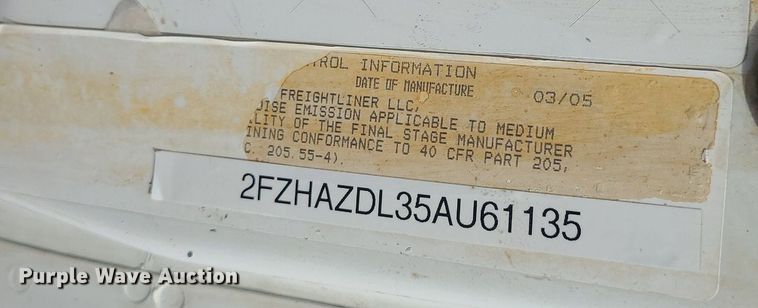 TROL INFORMATION
DATE OF MANUFACTURE 03/05
FREIGHTLINER LLC,
OISE EMISSION APPLICABLE TO MEDIUM
LITY OF THE FINAL STAGE MANUFACTURER
NING CONFORMANCE TO 40 CFR PART 205,
C. 205.55-4).
2FZHAZDL35AU61135
Purple Wave Auction